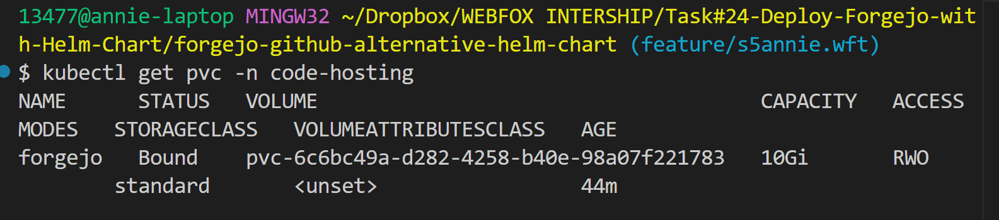 13477@annie-laptop MINGW32 ~/Dropbox/WEBFOX INTERSHIP/Task#24-Deploy-Forgejo-wit
h-Helm-Chart/forgejo-github-alternative-helm-chart (feature/s5annie.wft)
$ kubectl get pvc -n code-hosting
NAME      STATUS   VOLUME                                     CAPACITY   ACCESS
MODES   STORAGECLASS   VOLUMEATTRIBUTESCLASS   AGE
forgejo   Bound    pvc-6c6bc49a-d282-4258-b40e-98a07f221783   10Gi       RWO
        standard       <unset>                 44m